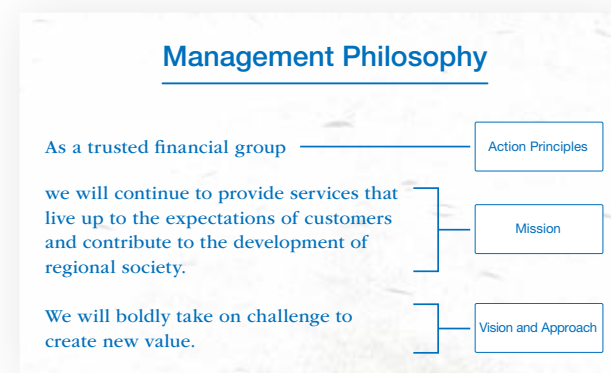 Management Philosophy
As a trusted financial group
Action Principles
we will continue to provide services that
live up to the expectations of customers
and contribute to the development of
regional society.
Mission
We will boldly take on challenge to
create new value.
Vision and Approach